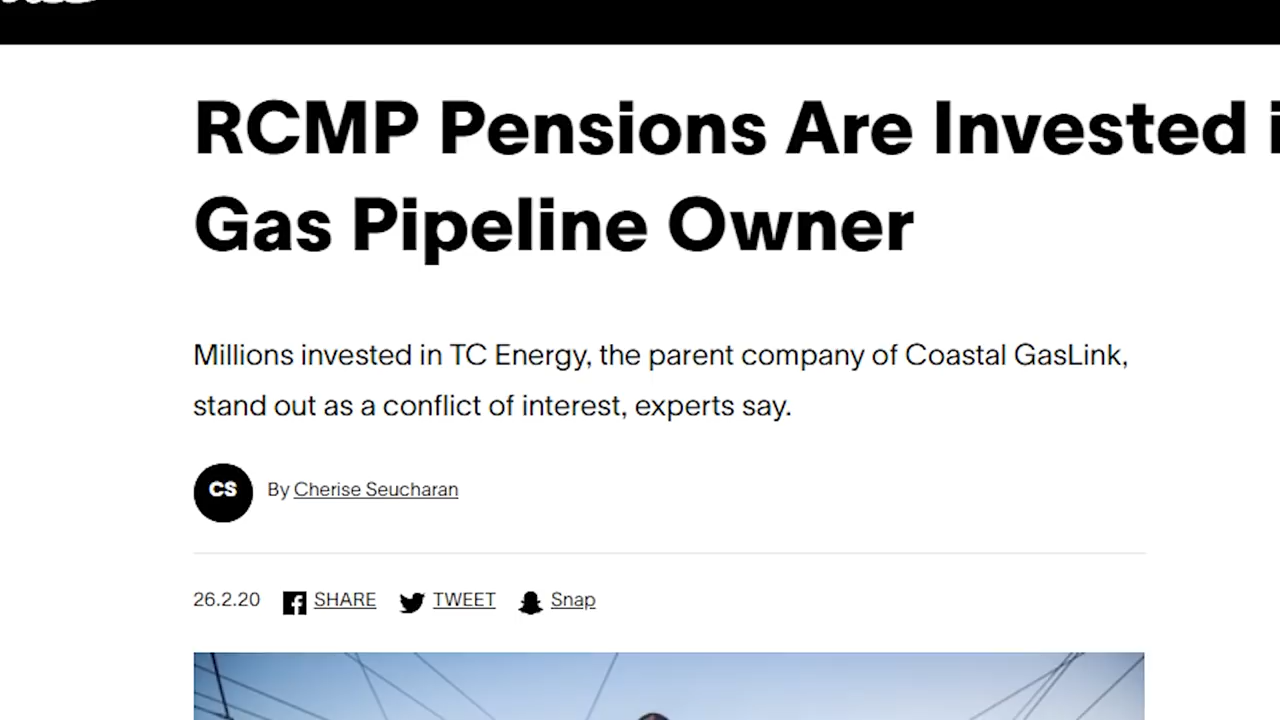 RCMP Pensions Are Invested
Gas Pipeline Owner
Millions invested in TC Energy, the parent company of Coastal GasLink,
stand out as a conflict of interest, experts say.
CS
By Cherise Seucharan
26.2.20 SHARE TWEET Snap